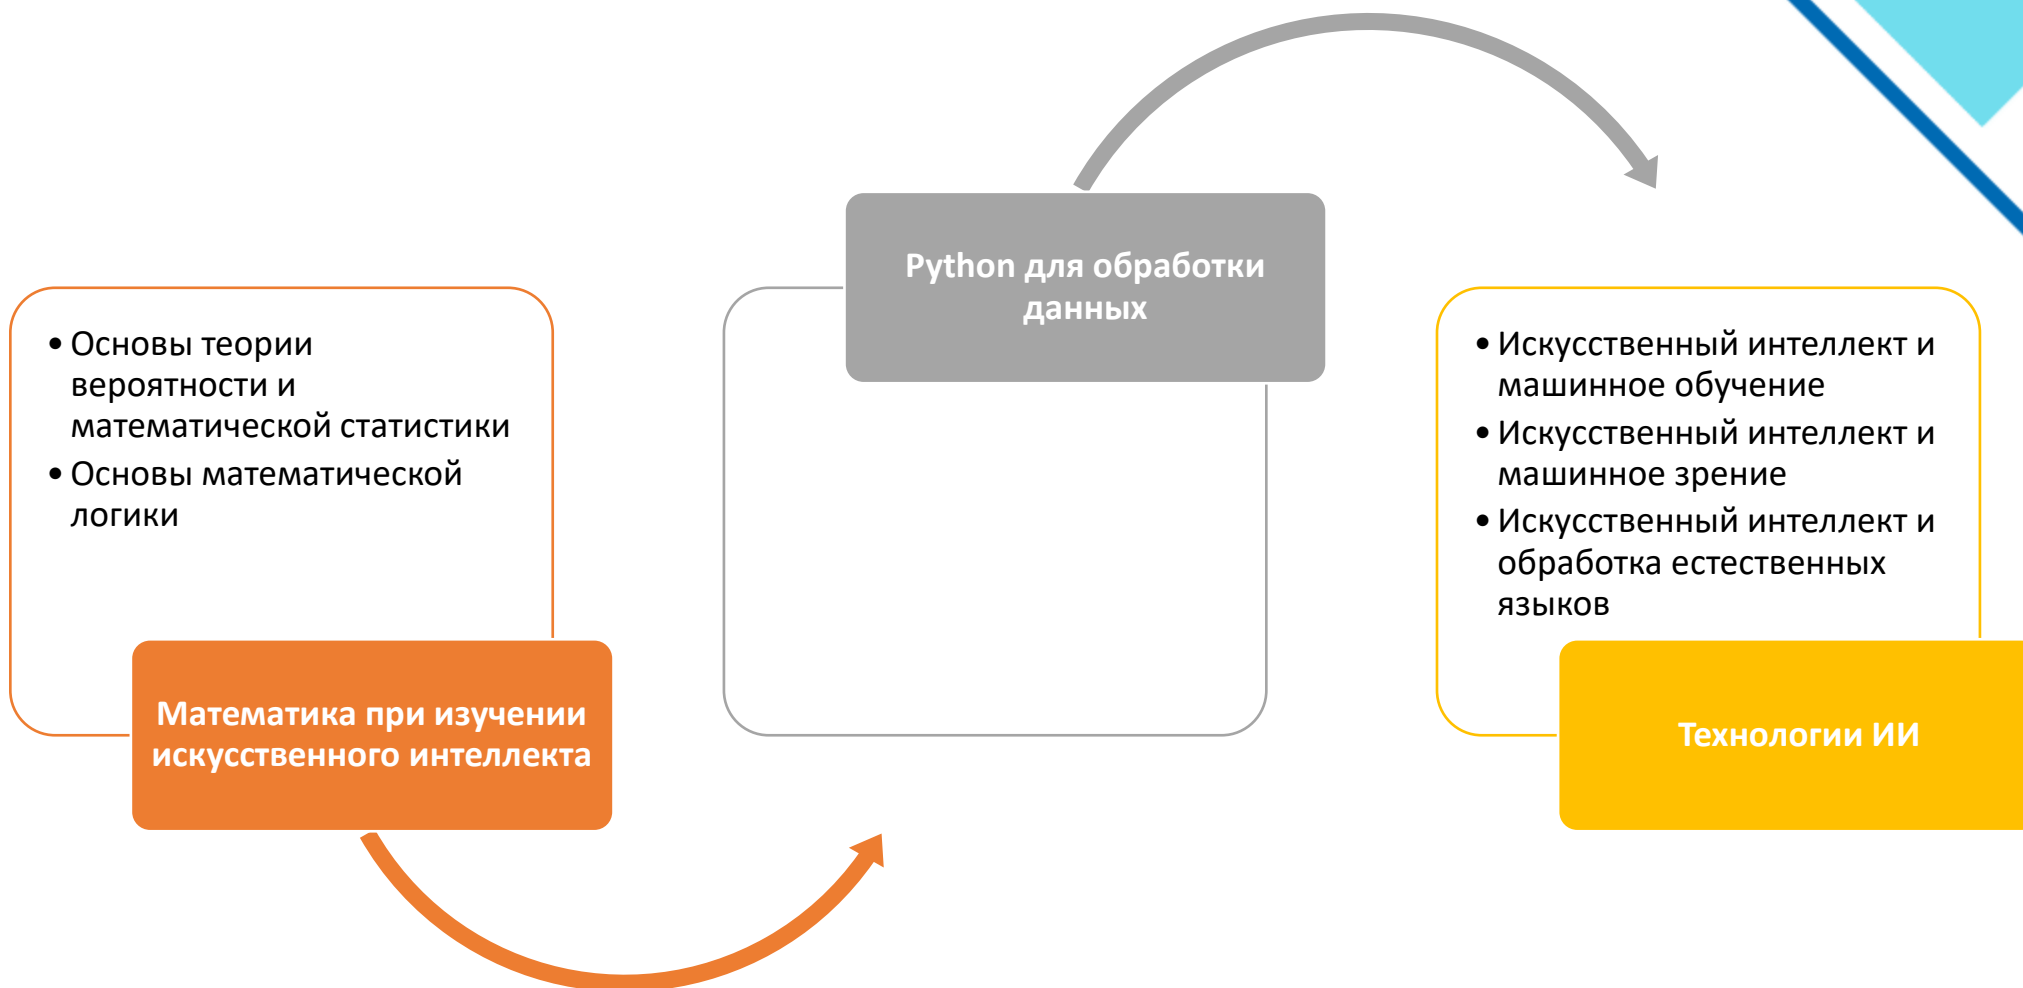 • Основы теории
вероятности и
математической статистики
• Основы математической
логики
Математика при изучении
искусственного интеллекта
Python для обработки
данных
• Искусственный интеллект и
машинное обучение
• Искусственный интеллект и
машинное зрение
• Искусственный интеллект и
обработка естественных
языков
Технологии ИИ